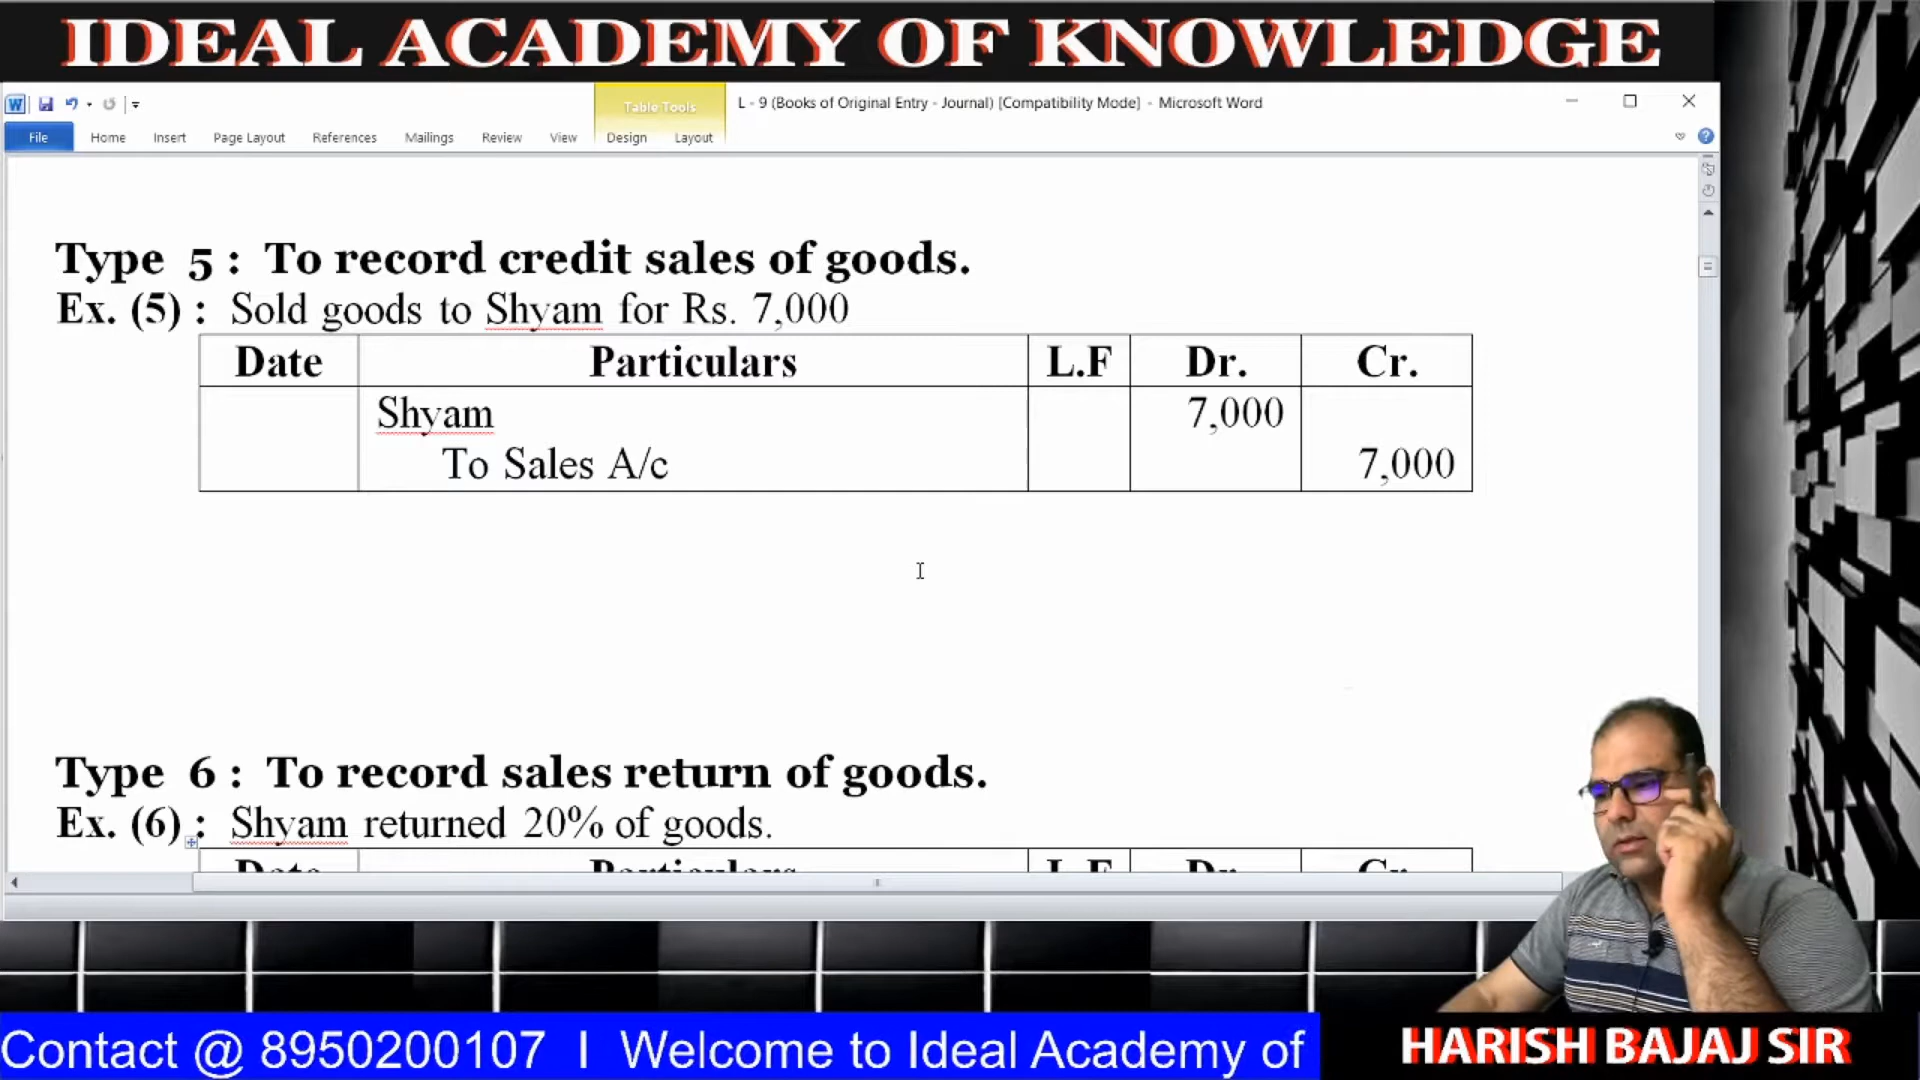 IDEAL ACADEMY OF KNOWLEDGE
Table Tools
L - 9 (Books of Original Entry - Journal) [Compatibility Mode] - Microsoft Word
File Home Insert Page Layout References Mailings Review View Design Layout
Type 5 : To record credit sales of goods.
Ex. (5) : Sold goods to Shyam for Rs. 7,000
Date Particulars L.F Dr. Cr.
Shyam 7,000
To Sales A/c 7,000
Type 6 : To record sales return of goods.
Ex. (6) : Shyam returned 20% of goods.
Date Particulars L.F Dr. Cr.
Contact @ 8950200107 I Welcome to Ideal Academy of
HARISH BAJAJ SIR